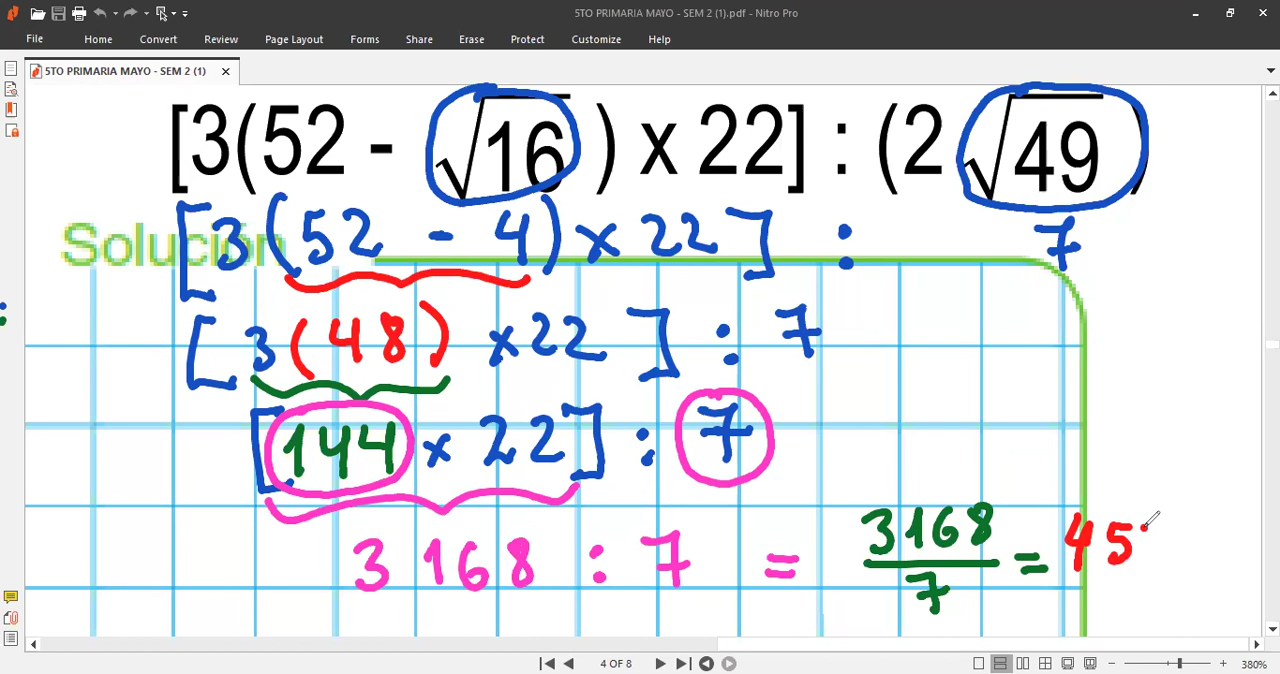 5TO PRIMARIA MAYO - SEM 2 (1).pdf - Nitro Pro
File Home Convert Review Page Layout Forms Share Erase Protect Customize Help
5TO PRIMARIA MAYO - SEM 2 (1) x
[3(52 - √16) x 22] : (2 √49)
Solución
[3(52 - 4) x 22] : 7
[3(48) x 22] : 7
[144 x 22] : 7
3168 : 7 = 3168/7 = 45
4 OF 8
380%